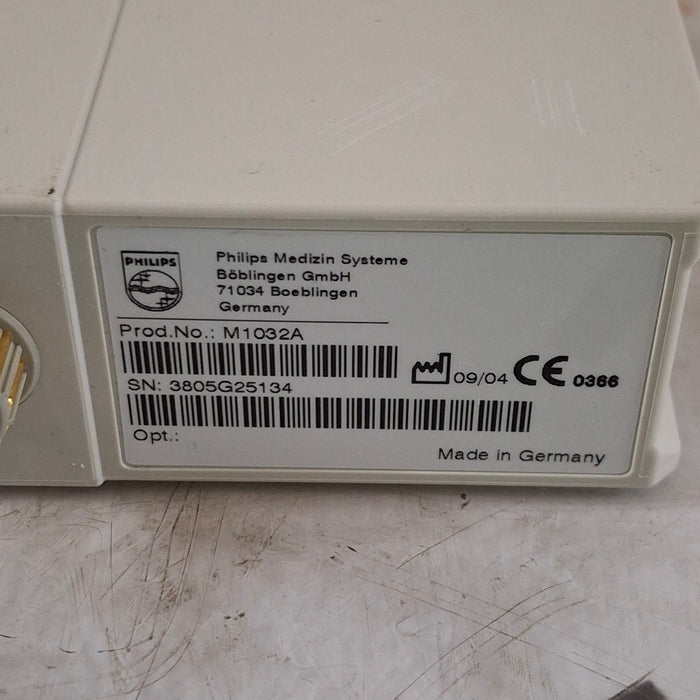 PHILIPS
Philips Medizin Systeme
Böblingen GmbH
71034 Boeblingen
Germany
Prod.No.: M1032A
09/04 CE 0366
SN: 3805G25134
Opt.:
Made in Germany